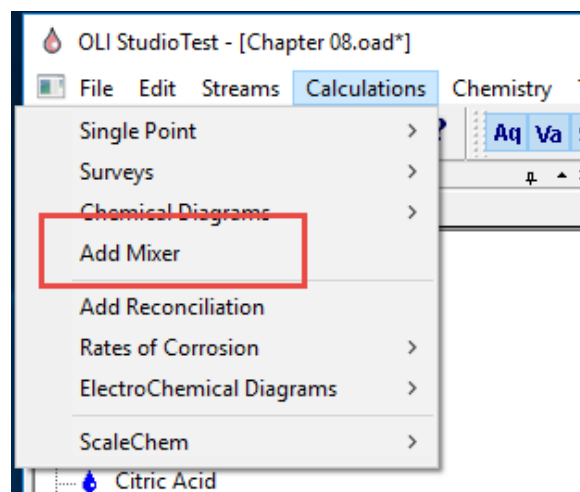 OLI StudioTest - [Chapter 08.oad*]
File Edit Streams Calculations Chemistry
Single Point
Aq Va
Surveys
Chemical Diagrams
Add Mixer
Add Reconciliation
Rates of Corrosion
ElectroChemical Diagrams
ScaleChem
Citric Acid